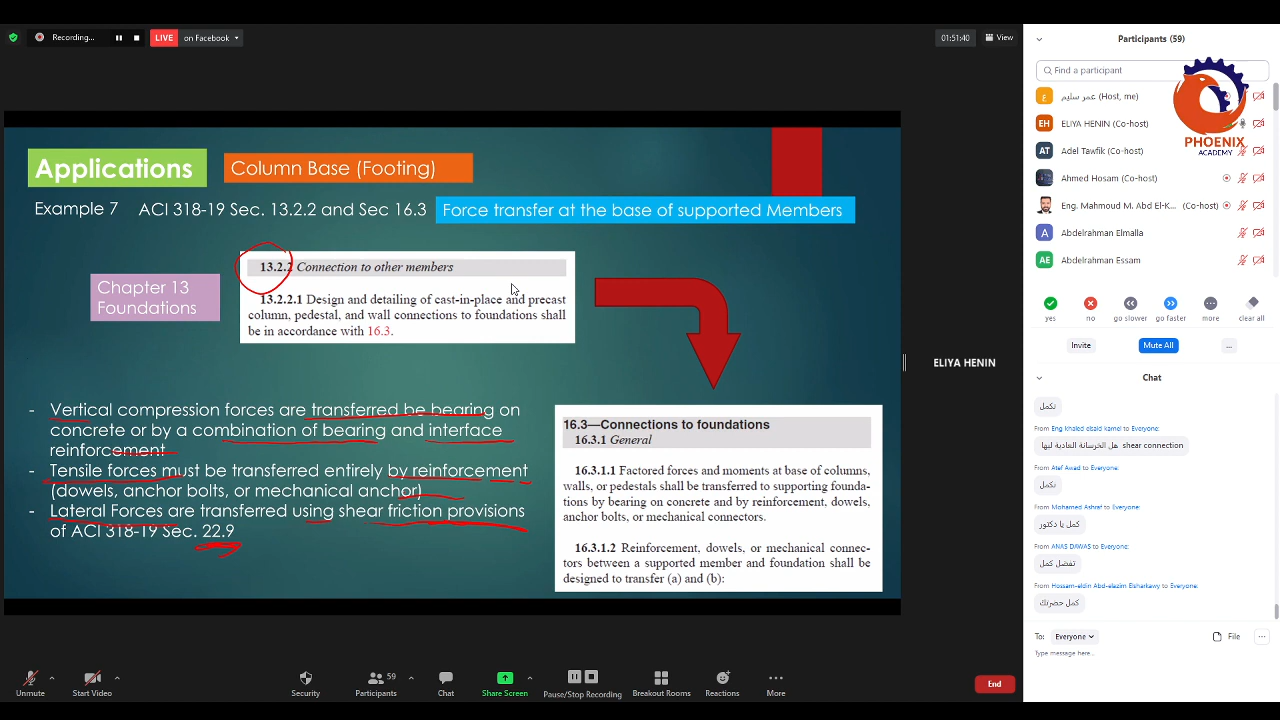 Recording...
LIVE on Facebook
01:51:40
View
Applications
Column Base (Footing)
Example 7 ACI 318-19 Sec. 13.2.2 and Sec 16.3
Force transfer at the base of supported Members
Chapter 13
Foundations
13.2.2 Connection to other members
13.2.2.1 Design and detailing of cast-in-place and precast
column, pedestal, and wall connections to foundations shall
be in accordance with 16.3.
- Vertical compression forces are transferred be bearing on
concrete or by a combination of bearing and interface
reinforcement
- Tensile forces must be transferred entirely by reinforcement
(dowels, anchor bolts, or mechanical anchor)
- Lateral Forces are transferred using shear friction provisions
of ACI 318-19 Sec. 22.9
16.3—Connections to foundations
16.3.1 General
16.3.1.1 Factored forces and moments at base of columns,
walls, or pedestals shall be transferred to supporting founda-
tions by bearing on concrete and by reinforcement, dowels,
anchor bolts, or mechanical connectors.
16.3.1.2 Reinforcement, dowels, or mechanical connec-
tors between a supported member and foundation shall be
designed to transfer (a) and (b):
ELIYA HENIN
Participants (59)
Find a participant
PHOENIX
ACADEMY
ع عمر سليم (Host, me)
EH ELIYA HENIN (Co-host)
AT Adel Tawfik (Co-host)
Ahmed Hosam (Co-host)
Eng. Mahmoud M. Abd El-K... (Co-host)
A Abdelrahman Elmalla
AE Abdelrahman Essam
yes no go slower go faster more clear all
Invite Mute All ...
Chat
نكمل
From Eng khaled elsaid kamel to Everyone:
هل الخرسانة العادية ليها shear connection
From Atef Awad to Everyone:
نكمل
From Mohamed Ashraf to Everyone:
كمل يا دكتور
From ANAS DAWAS to Everyone:
تفضل كمل
From Hossam-eldin Abd-elazim Elsharkawy to Everyone:
كمل حضرتك
To: Everyone File
Type message here...
Unmute Start Video Security Participants 59 Chat Share Screen Pause/Stop Recording Breakout Rooms Reactions More End